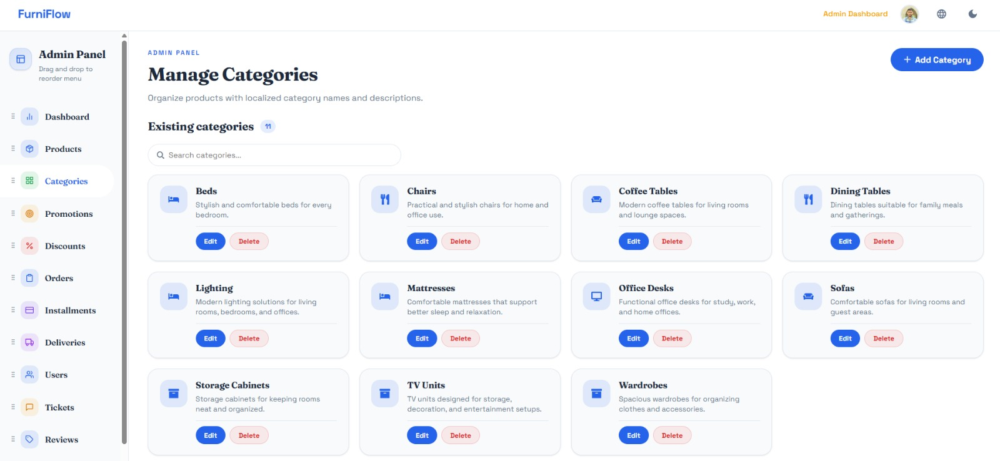 FurniFlow
Admin Dashboard
Admin Panel
Drag and drop to
reorder menu
Dashboard
Products
Categories
Promotions
Discounts
Orders
Installments
Deliveries
Users
Tickets
Reviews
ADMIN PANEL
Manage Categories
Organize products with localized category names and descriptions.
+ Add Category
Existing categories 11
Search categories...
Beds
Stylish and comfortable beds for every
bedroom.
Edit Delete
Chairs
Practical and stylish chairs for home and
office use.
Edit Delete
Coffee Tables
Modern coffee tables for living rooms
and lounge spaces.
Edit Delete
Dining Tables
Dining tables suitable for family meals
and gatherings.
Edit Delete
Lighting
Modern lighting solutions for living
rooms, bedrooms, and offices.
Edit Delete
Mattresses
Comfortable mattresses that support
better sleep and relaxation.
Edit Delete
Office Desks
Functional office desks for study, work,
and home offices.
Edit Delete
Sofas
Comfortable sofas for living rooms and
guest areas.
Edit Delete
Storage Cabinets
Storage cabinets for keeping rooms
neat and organized.
Edit Delete
TV Units
TV units designed for storage,
decoration, and entertainment setups.
Edit Delete
Wardrobes
Spacious wardrobes for organizing
clothes and accessories.
Edit Delete